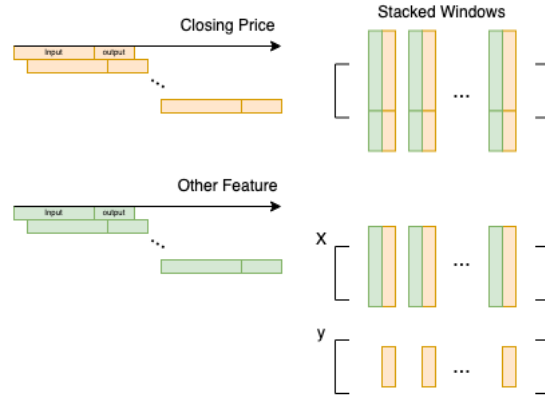 Closing Price
Input output
...
Other Feature
Input output
...
Stacked Windows
...
X
...
y
...